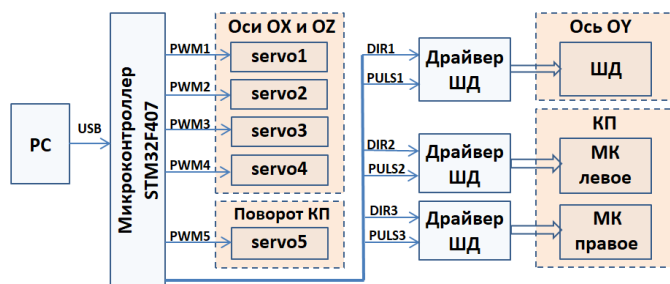 PC
USB
Микроконтроллер
STM32F407
PWM1
PWM2
PWM3
PWM4
PWM5
Оси OX и OZ
servo1
servo2
servo3
servo4
Поворот КП
servo5
DIR1
PULS1
DIR2
PULS2
DIR3
PULS3
Драйвер
ШД
Драйвер
ШД
Драйвер
ШД
Ось OY
ШД
КП
МК
левое
МК
правое